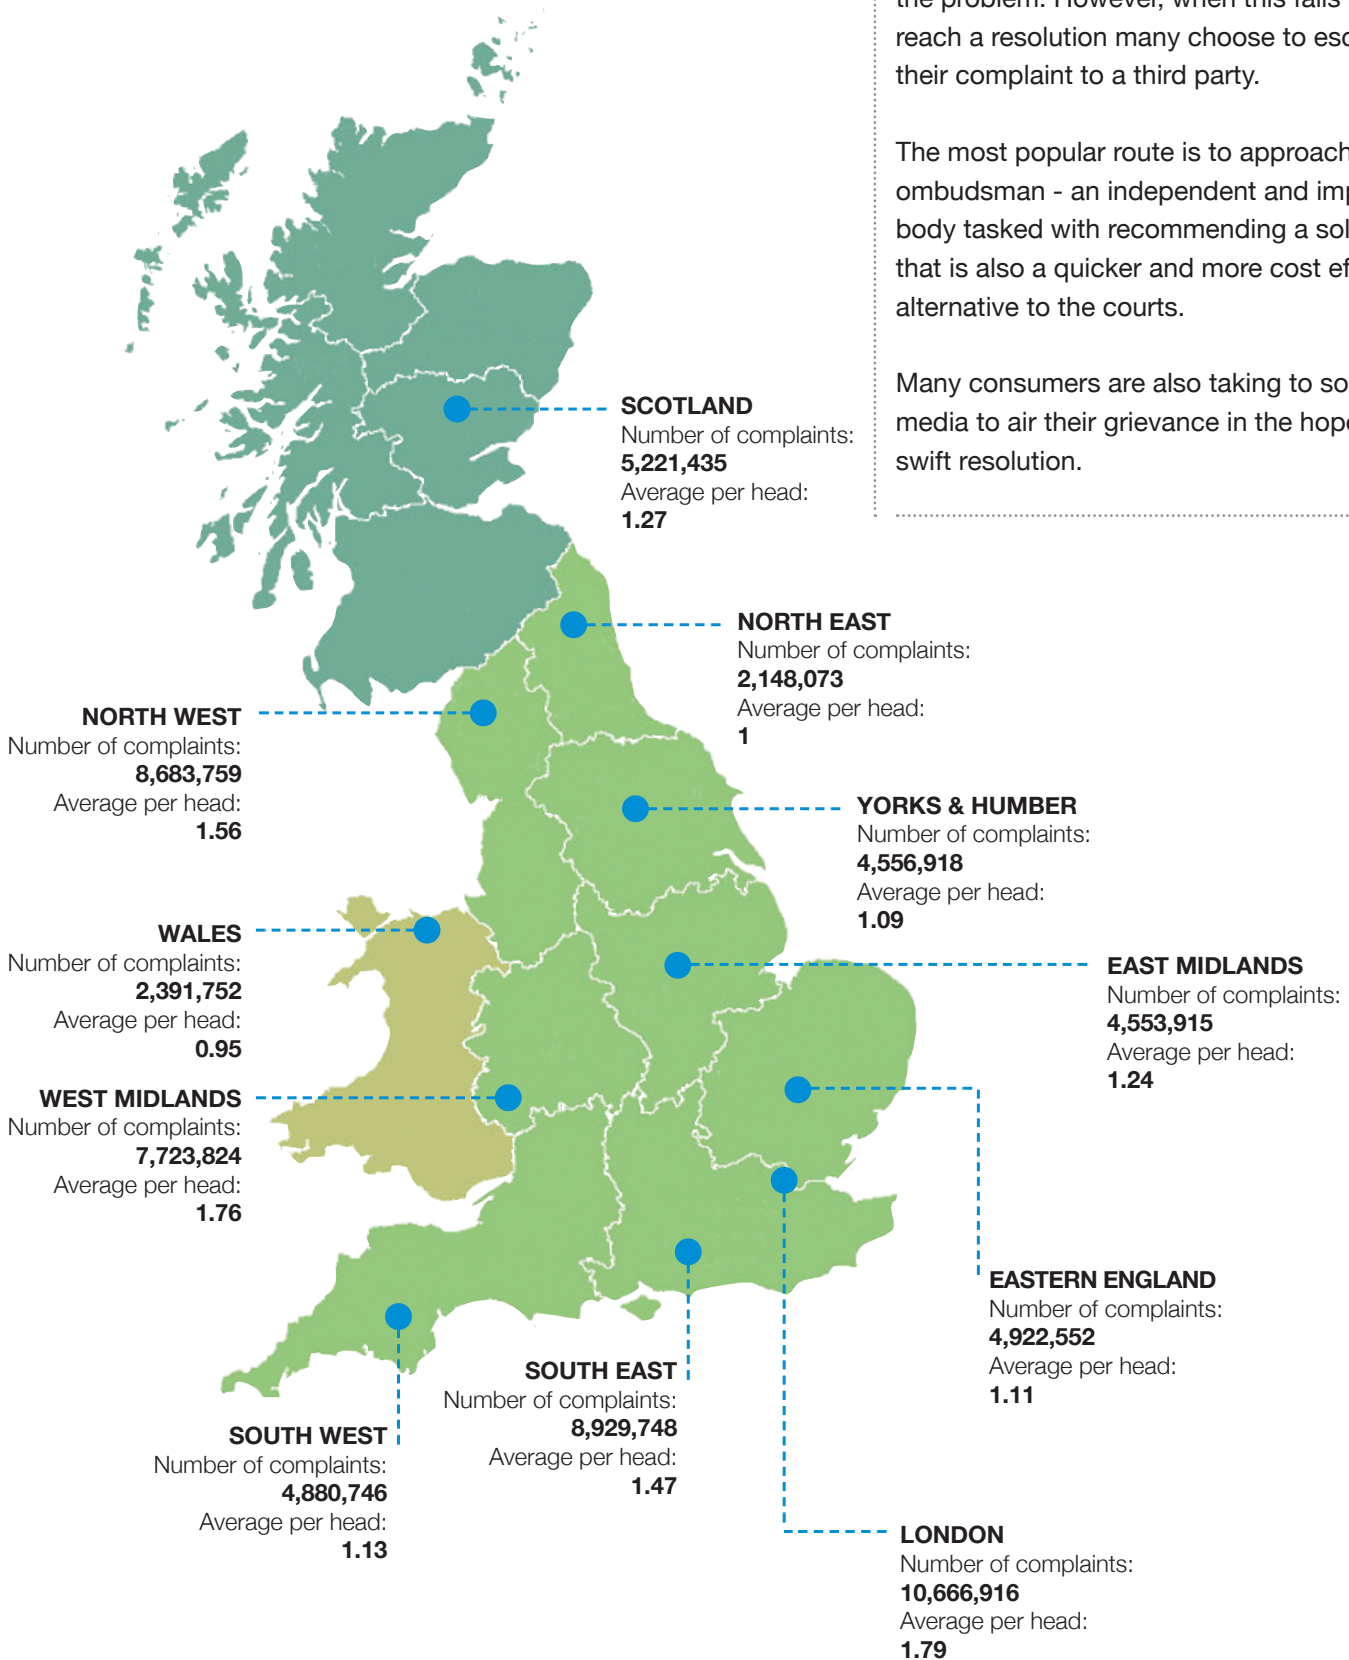 the problem. However, when this fails
reach a resolution many choose to
their complaint to a third party.
The most popular route is to approach
ombudsman - an independent and
body tasked with recommending a
that is also a quicker and more cost
alternative to the courts.
Many consumers are also taking to
media to air their grievance in the
swift resolution.
SCOTLAND
Number of complaints:
5,221,435
Average per head:
1.27
NORTH EAST
Number of complaints:
2,148,073
Average per head:
1
NORTH WEST
Number of complaints:
8,683,759
Average per head:
1.56
YORKS & HUMBER
Number of complaints:
4,556,918
Average per head:
1.09
WALES
Number of complaints:
2,391,752
Average per head:
0.95
EAST MIDLANDS
Number of complaints:
4,553,915
Average per head:
1.24
WEST MIDLANDS
Number of complaints:
7,723,824
Average per head:
1.76
EASTERN ENGLAND
Number of complaints:
4,922,552
Average per head:
1.11
SOUTH EAST
Number of complaints:
8,929,748
Average per head:
1.47
SOUTH WEST
Number of complaints:
4,880,746
Average per head:
1.13
LONDON
Number of complaints:
10,666,916
Average per head:
1.79